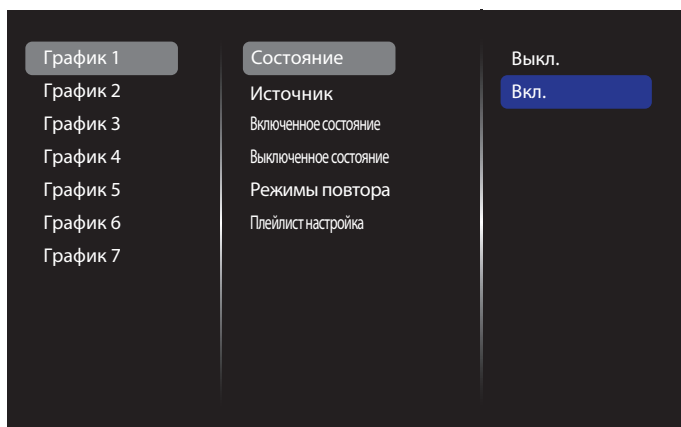 График 1
График 2
График 3
График 4
График 5
График 6
График 7
Состояние
Источник
Включенное состояние
Выключенное состояние
Режимы повтора
Плейлист настройка
Выкл.
Вкл.